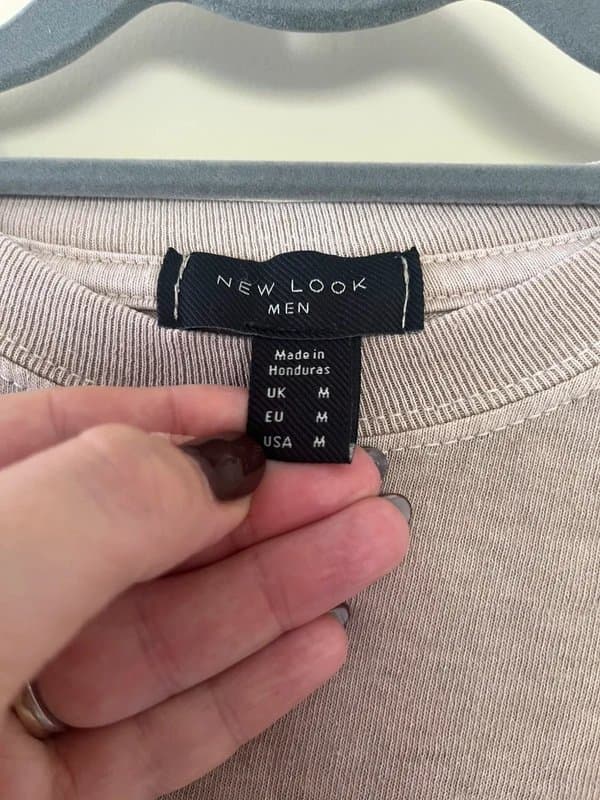 NEW LOOK
MEN
Made in
Honduras
UK M
EU M
USA M